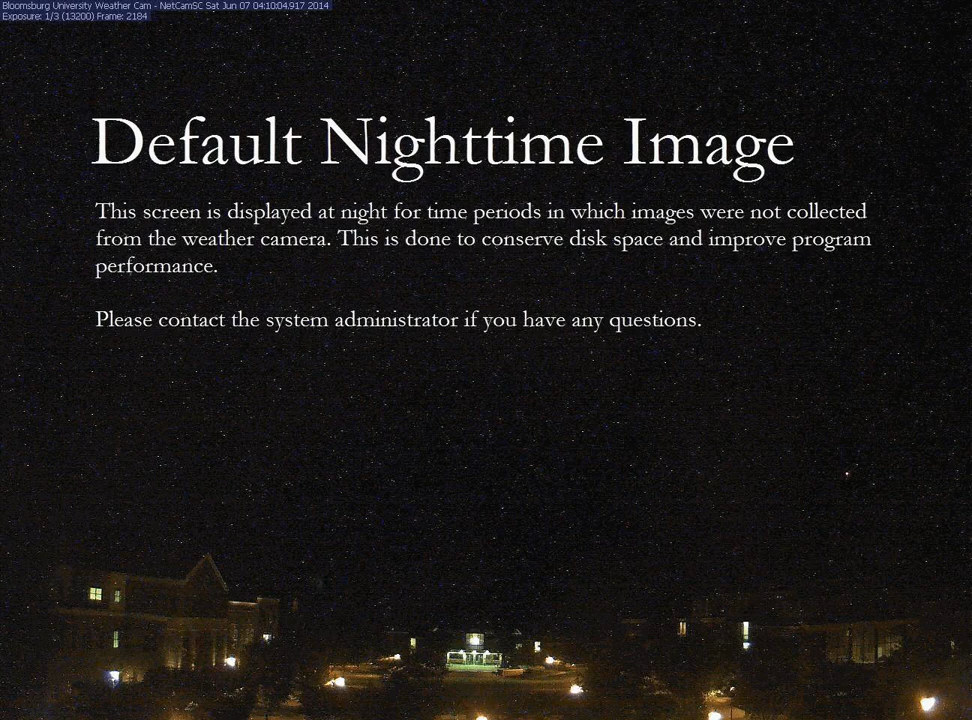 Bloomsburg University Weather Cam - NetCamSC Sat Jun 07 04:10:04.917 2014
Exposure: 1/3 (13200) Frame: 2184
Default Nighttime Image
This screen is displayed at night for time periods in which images were not collected
from the weather camera. This is done to conserve disk space and improve program
performance.
Please contact the system administrator if you have any questions.